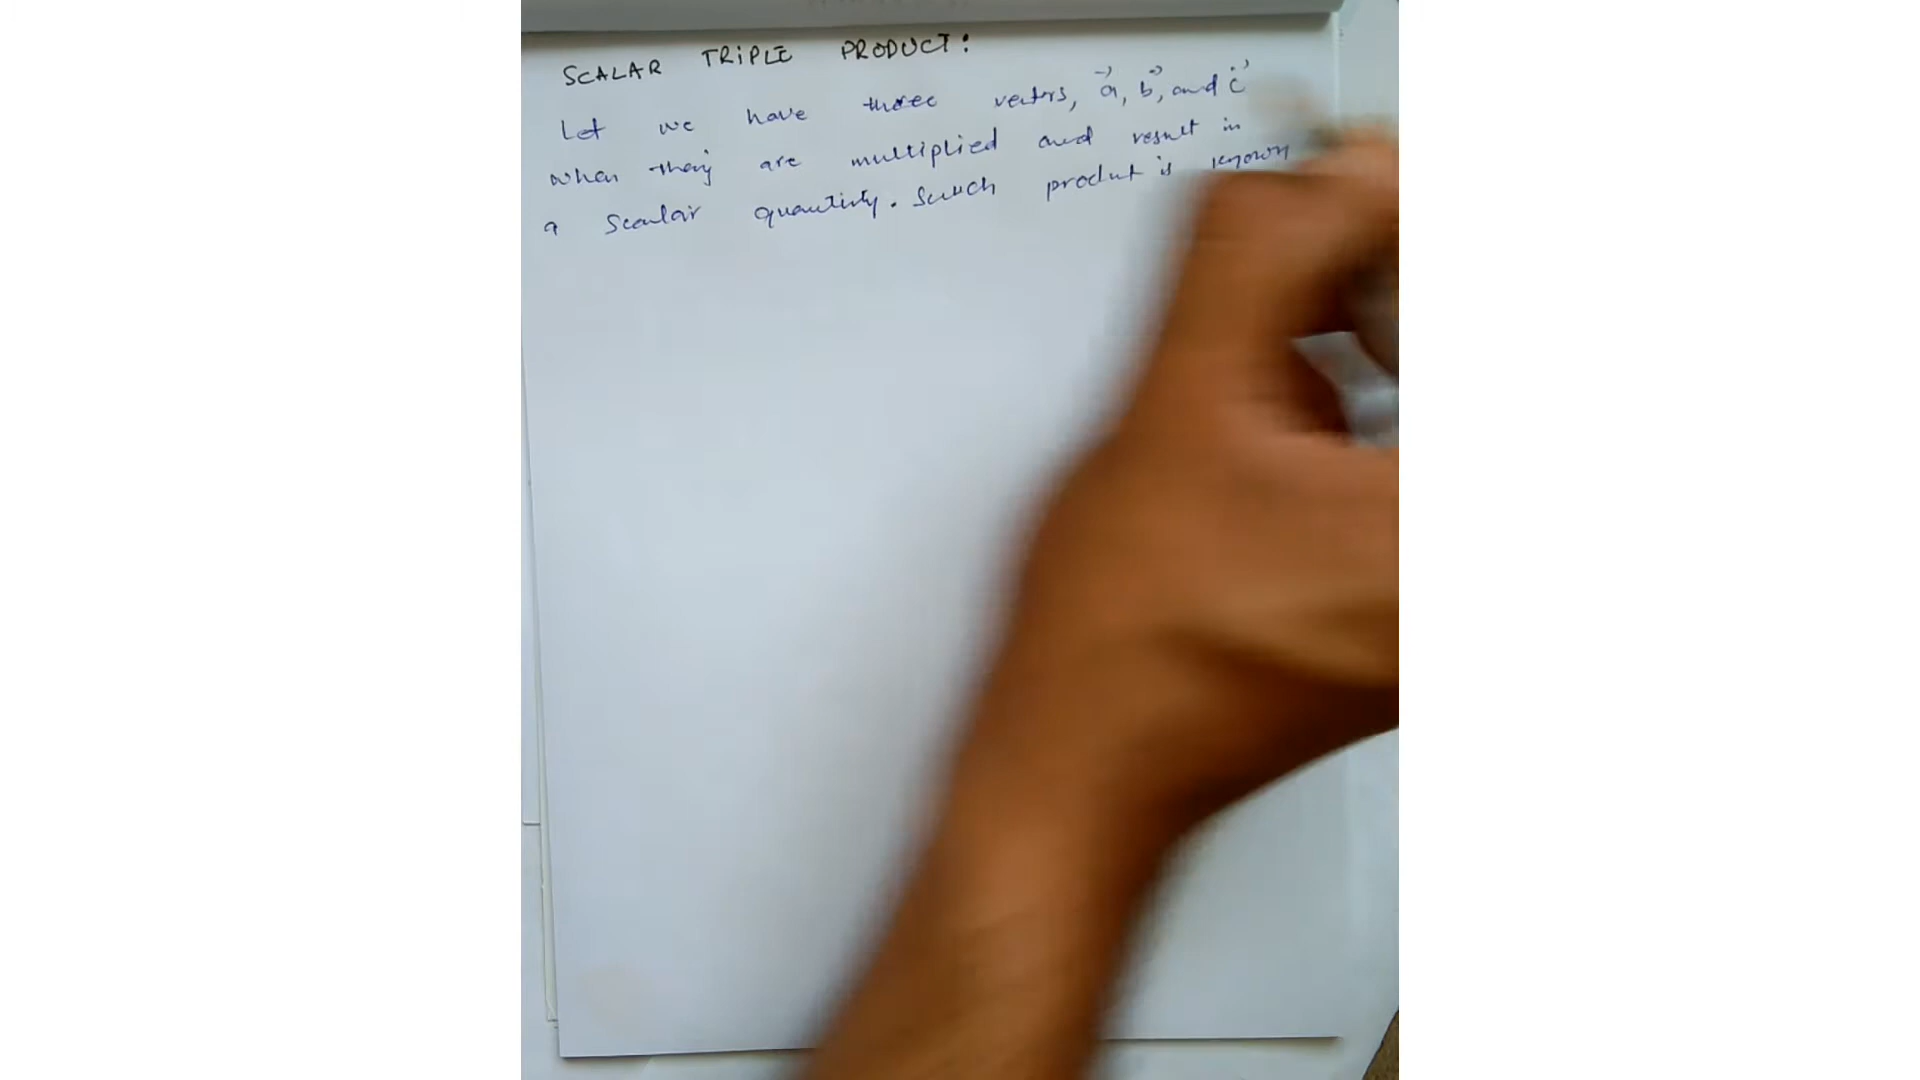 SCALAR TRIPLE PRODUCT:
Let we have three vectors, a⃗, b⃗, and c⃗
when they are multiplied and result in
a Scalar quantity. Such product is known